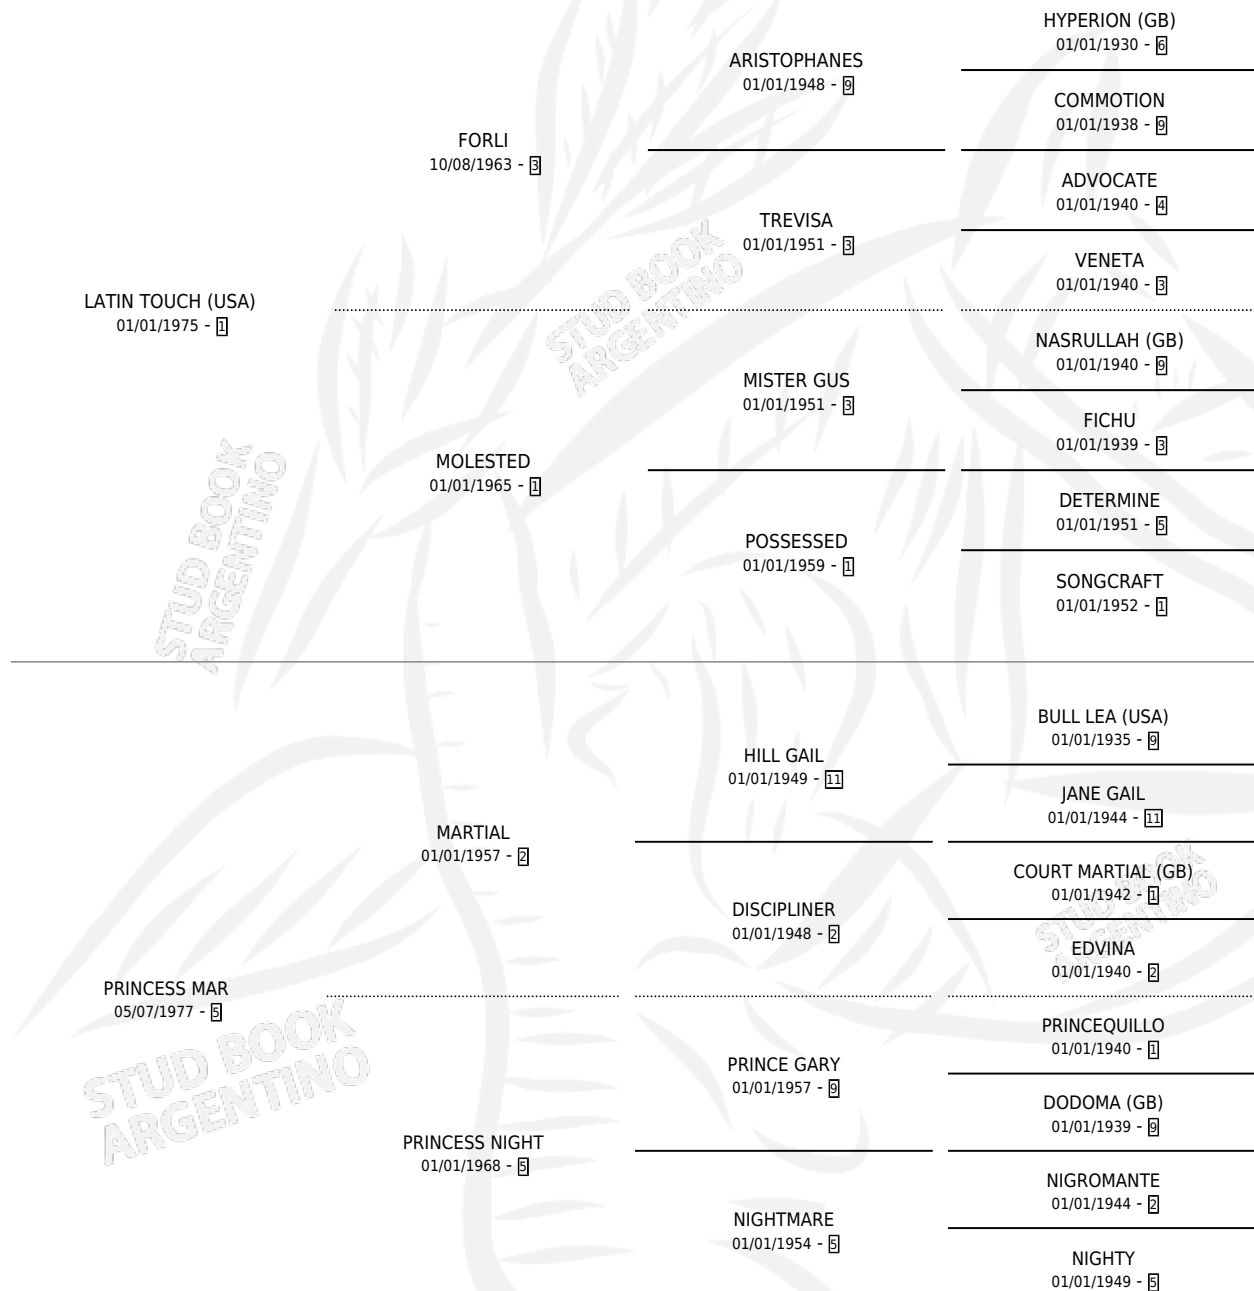 HYPERION (GB)
01/01/1930 - 6
ARISTOPHANES
01/01/1948 - 9
COMMOTION
01/01/1938 - 9
FORLI
10/08/1963 - 3
ADVOCATE
01/01/1940 - 4
TREVISA
01/01/1951 - 3
VENETA
01/01/1940 - 3
LATIN TOUCH (USA)
01/01/1975 - 1
STUD BOOK
ARGENTINO
NASRULLAH (GB)
01/01/1940 - 9
MISTER GUS
01/01/1951 - 3
FICHU
01/01/1939 - 3
MOLESTED
01/01/1965 - 1
DETERMINE
01/01/1951 - 5
POSSESSED
01/01/1959 - 1
SONGCRAFT
01/01/1952 - 1
STUD BOOK
ARGENTINO
BULL LEA (USA)
01/01/1935 - 9
HILL GAIL
01/01/1949 - 11
JANE GAIL
01/01/1944 - 11
MARTIAL
01/01/1957 - 2
COURT MARTIAL (GB)
01/01/1942 - 1
DISCIPLINER
01/01/1948 - 2
EDVINA
01/01/1940 - 2
STUD BOOK
ARGENTINO
PRINCESS MAR
05/07/1977 - 5
STUD BOOK
ARGENTINO
PRINCEQUILLO
01/01/1940 - 1
PRINCE GARY
01/01/1957 - 9
DODOMA (GB)
01/01/1939 - 9
PRINCESS NIGHT
01/01/1968 - 5
NIGROMANTE
01/01/1944 - 2
NIGHTMARE
01/01/1954 - 5
NIGHTY
01/01/1949 - 5